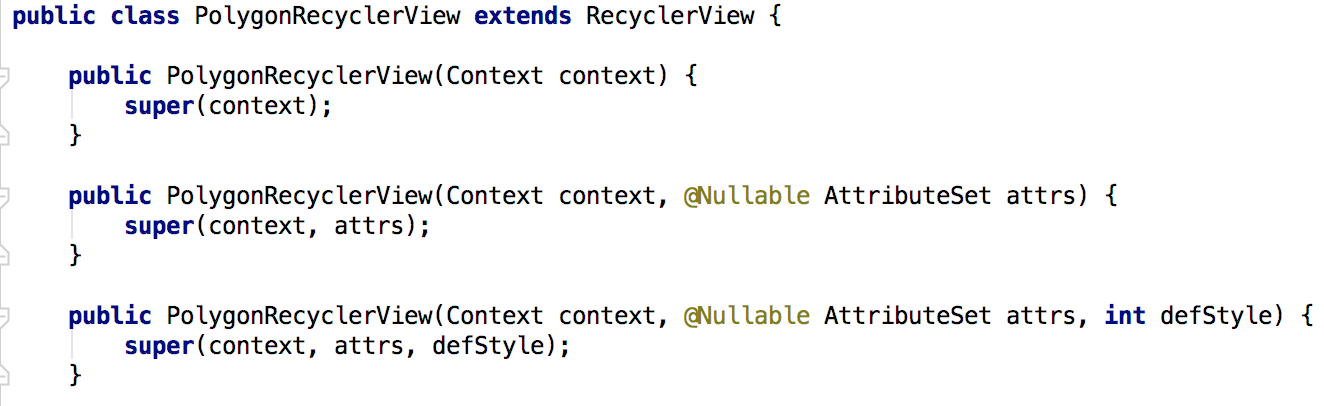 public class PolygonRecyclerView extends RecyclerView {
    public PolygonRecyclerView(Context context) {
        super(context);
    }
    public PolygonRecyclerView(Context context, @Nullable AttributeSet attrs) {
        super(context, attrs);
    }
    public PolygonRecyclerView(Context context, @Nullable AttributeSet attrs, int defStyle) {
        super(context, attrs, defStyle);
    }